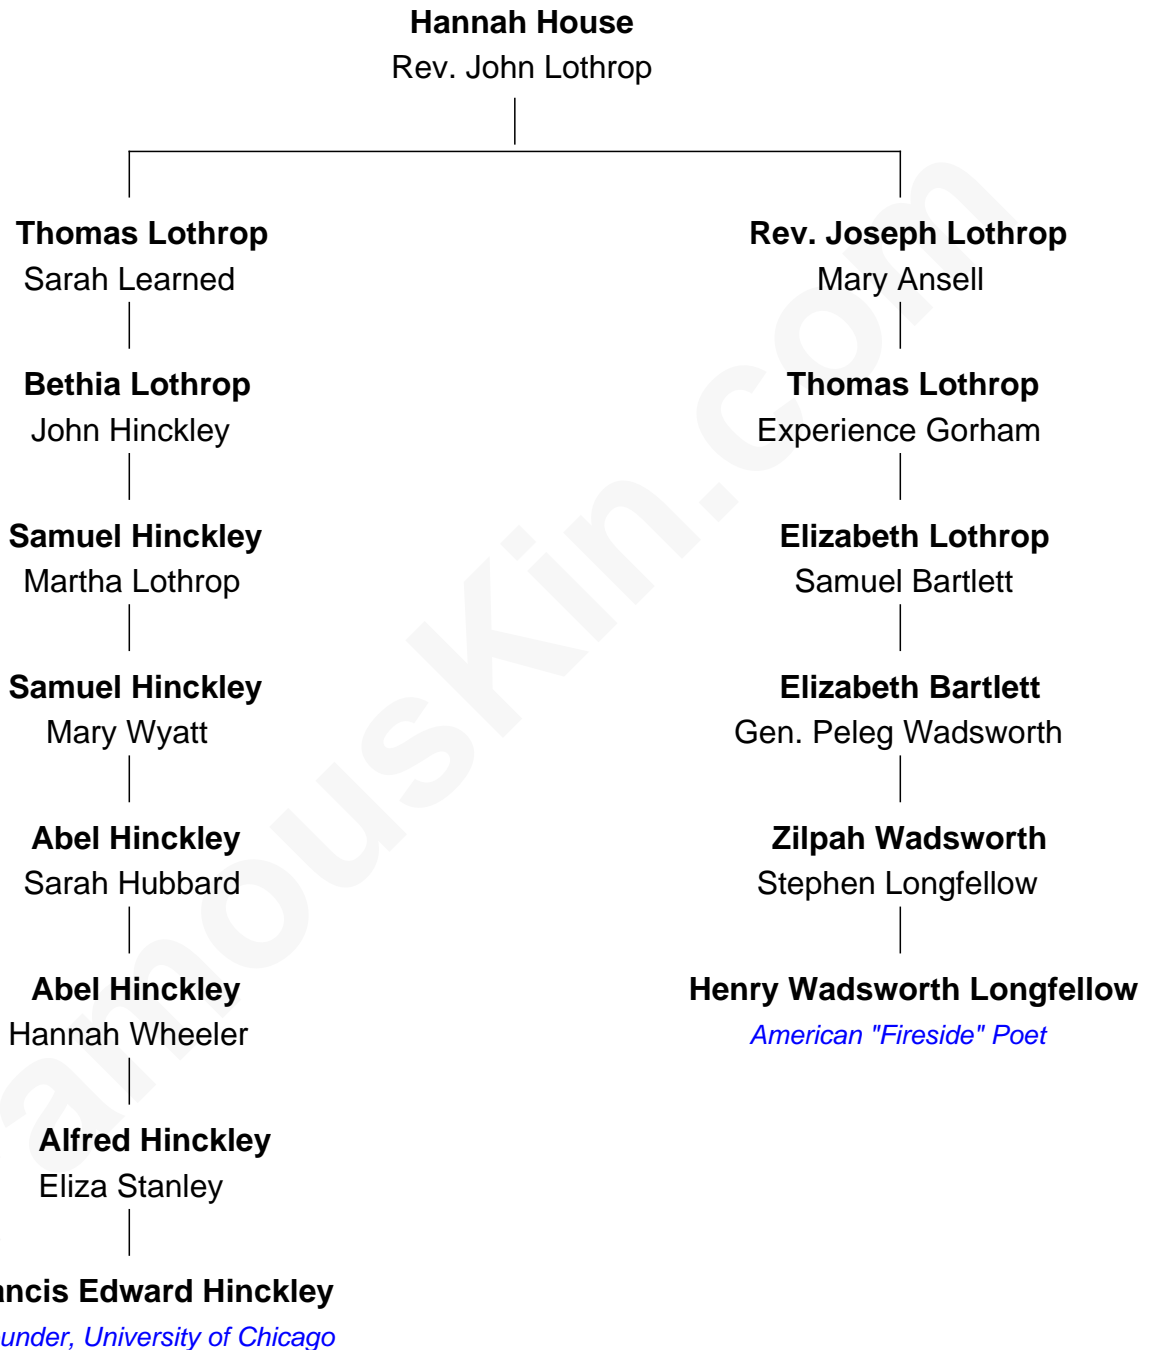 Hannah House
Rev. John Lothrop
Thomas Lothrop
Sarah Learned
Bethia Lothrop
John Hinckley
Samuel Hinckley
Martha Lothrop
Samuel Hinckley
Mary Wyatt
Abel Hinckley
Sarah Hubbard
Abel Hinckley
Hannah Wheeler
Alfred Hinckley
Eliza Stanley
ancis Edward Hinckley
under, University of Chicago
Rev. Joseph Lothrop
Mary Ansell
Thomas Lothrop
Experience Gorham
Elizabeth Lothrop
Samuel Bartlett
Elizabeth Bartlett
Gen. Peleg Wadsworth
Zilpah Wadsworth
Stephen Longfellow
Henry Wadsworth Longfellow
American "Fireside" Poet
amouskin.com